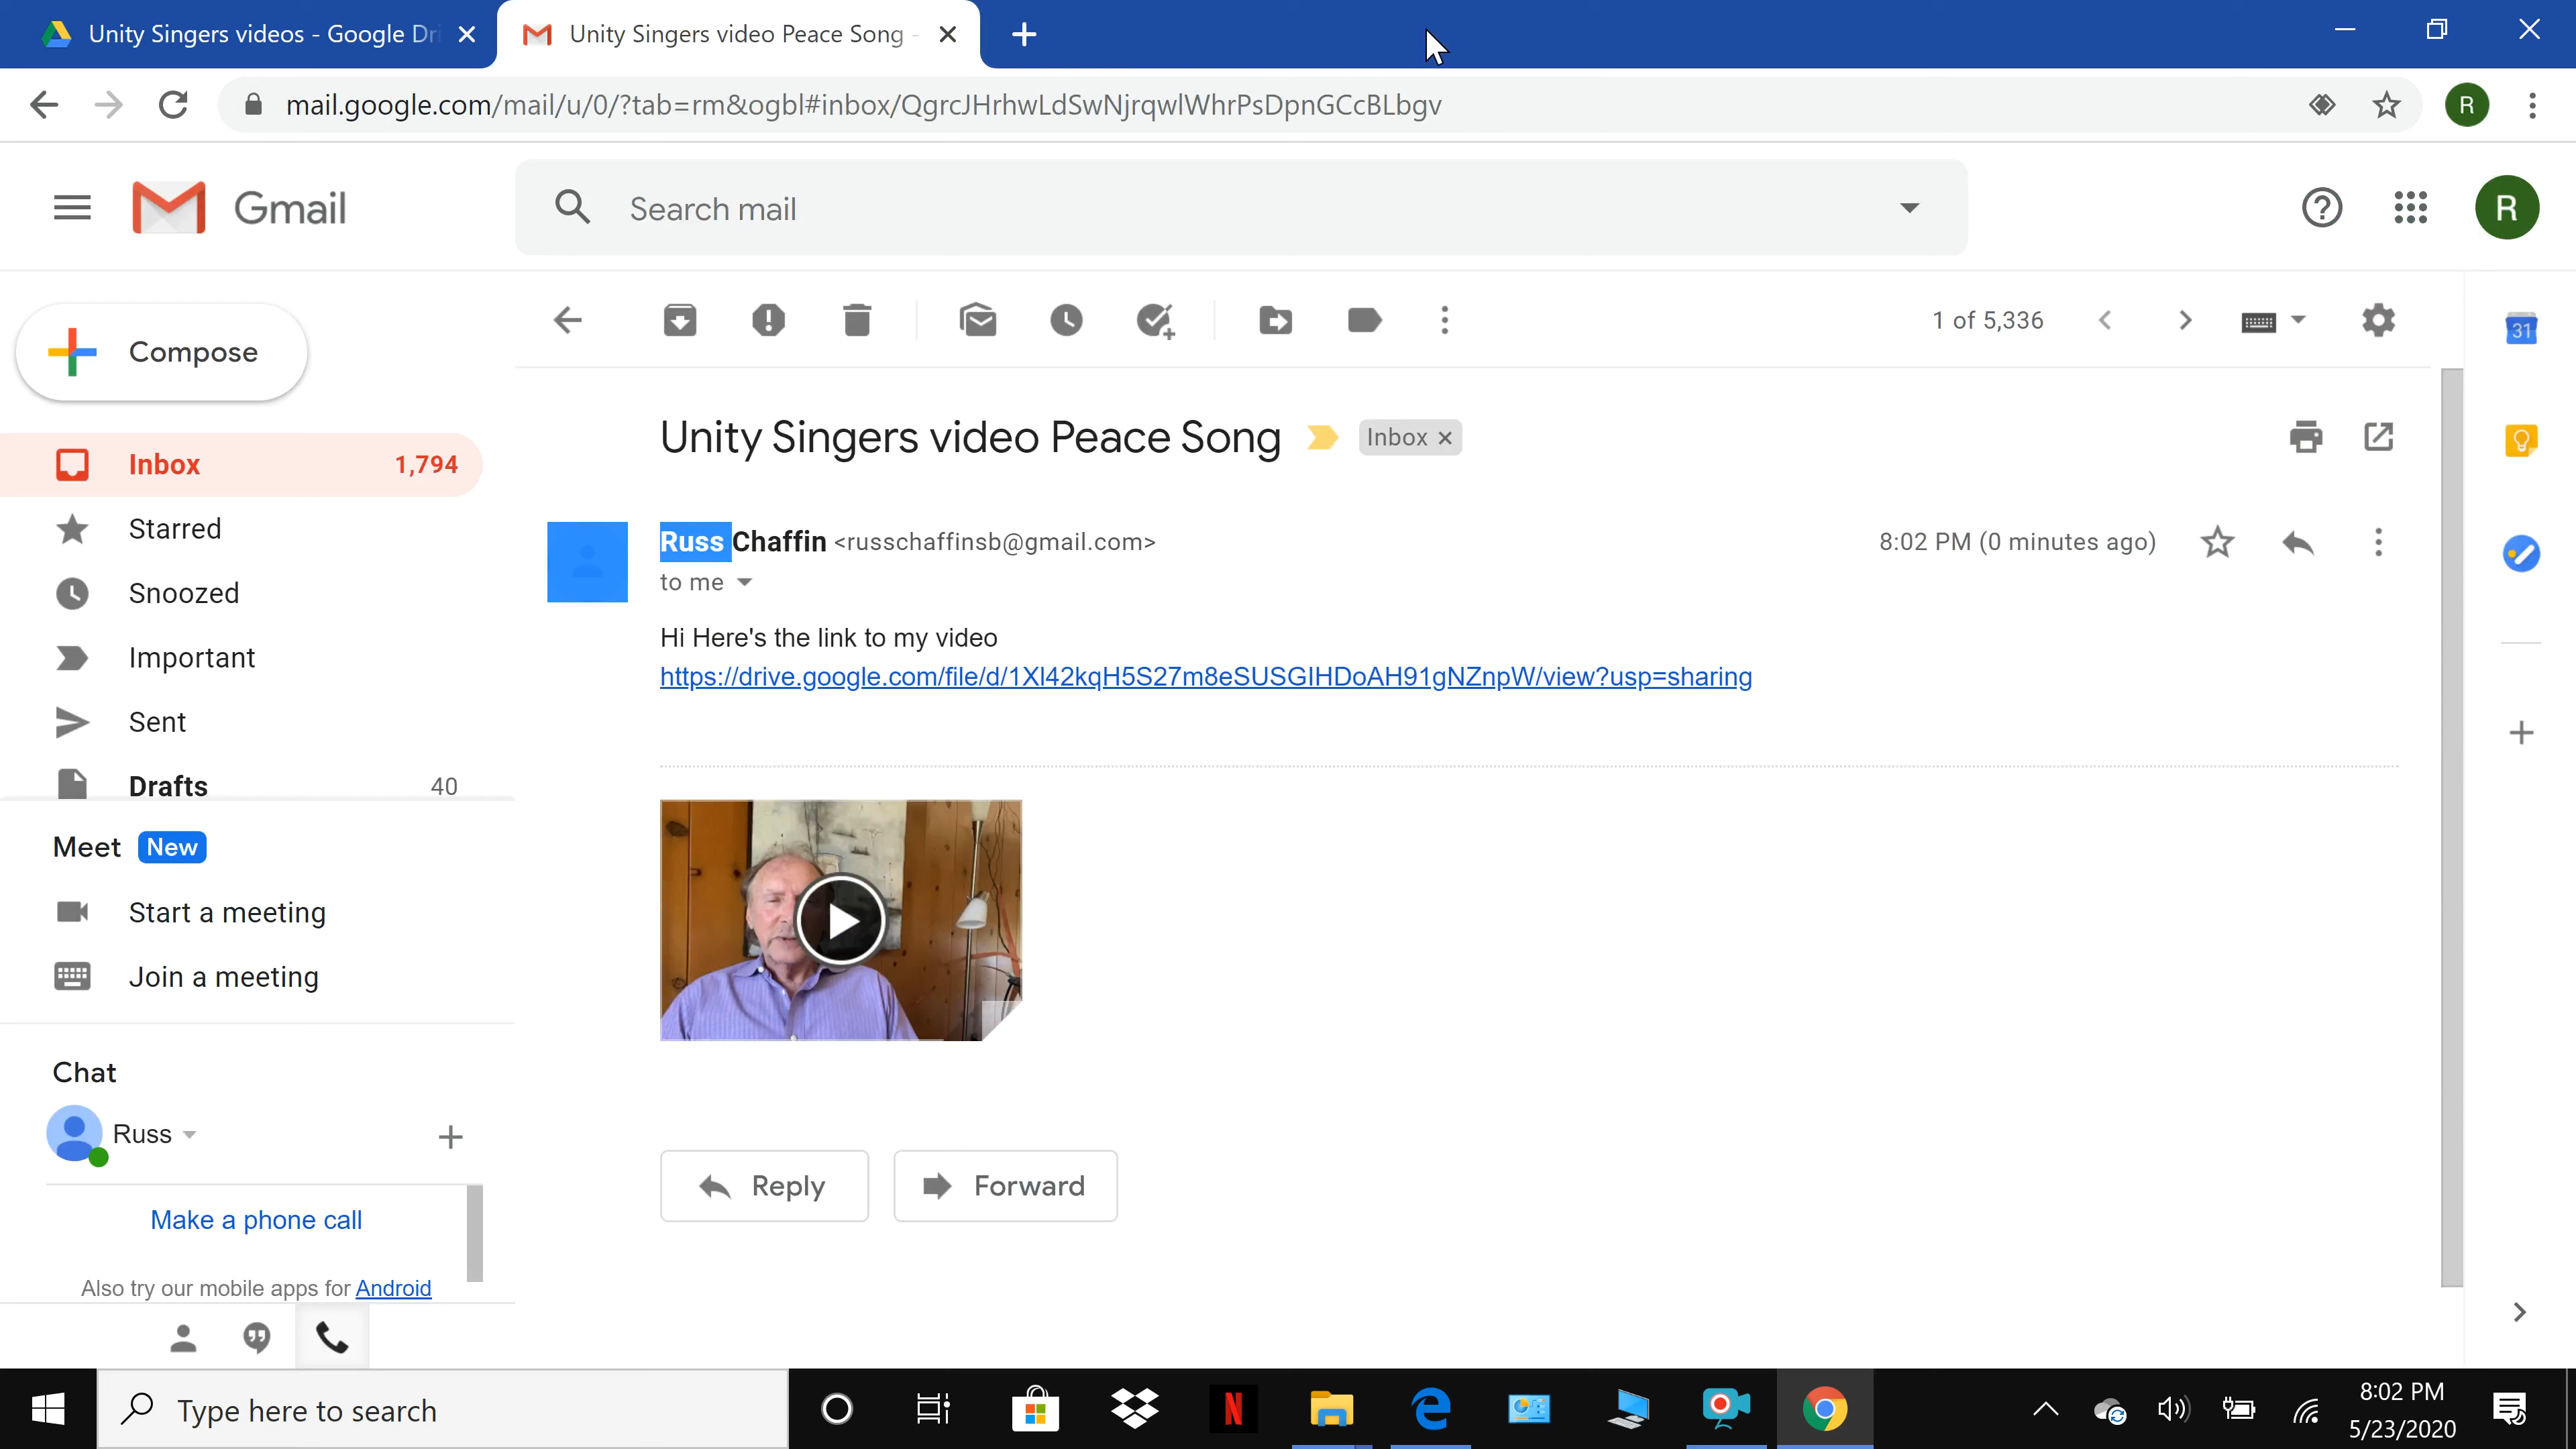 Unity Singers videos - Google Dri
Unity Singers video Peace Song -
mail.google.com/mail/u/0/?tab=rm&ogbl#inbox/QgrcJHrhwLdSwNjrqwlWhrPsDpnGCcBLbgv
R
Gmail
Search mail
R
Compose
1 of 5,336
31
Unity Singers video Peace Song
Inbox
Inbox 1,794
Starred
Snoozed
Important
Sent
Drafts 40
Russ Chaffin <russchaffinsb@gmail.com>
8:02 PM (0 minutes ago)
to me
Hi Here's the link to my video
https://drive.google.com/file/d/1Xl42kqH5S27m8eSUSGIHDoAH91gNZnpW/view?usp=sharing
Meet New
Start a meeting
Join a meeting
Chat
Russ
Make a phone call
Also try our mobile apps for Android
Reply
Forward
Type here to search
8:02 PM
5/23/2020